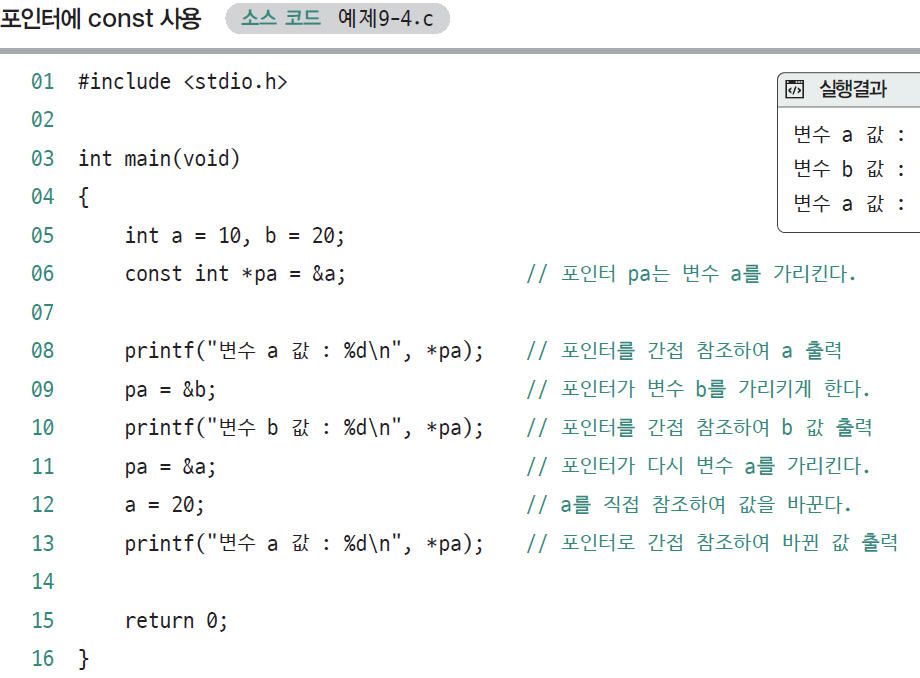 포인터에 const 사용 소스 코드 예제9-4.c
01 #include <stdio.h>
02
03 int main(void)
04 {
05 int a = 10, b = 20;
06 const int *pa = &a; // 포인터 pa는 변수 a를 가리킨다.
07
08 printf("변수 a 값 : %d\n", *pa); // 포인터를 간접 참조하여 a 출력
09 pa = &b; // 포인터가 변수 b를 가리키게 한다.
10 printf("변수 b 값 : %d\n", *pa); // 포인터를 간접 참조하여 b 값 출력
11 pa = &a; // 포인터가 다시 변수 a를 가리킨다.
12 a = 20; // a를 직접 참조하여 값을 바꾼다.
13 printf("변수 a 값 : %d\n", *pa); // 포인터로 간접 참조하여 바뀐 값 출력
14
15 return 0;
16 }
</> 실행결과
변수 a 값 :
변수 b 값 :
변수 a 값 :